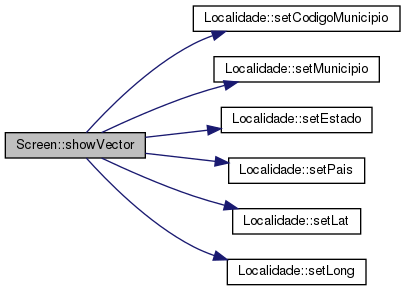 Localidade::setCodigoMunicipio
Localidade::setMunicipio
Localidade::setEstado
Screen::showVector
Localidade::setPais
Localidade::setLat
Localidade::setLong